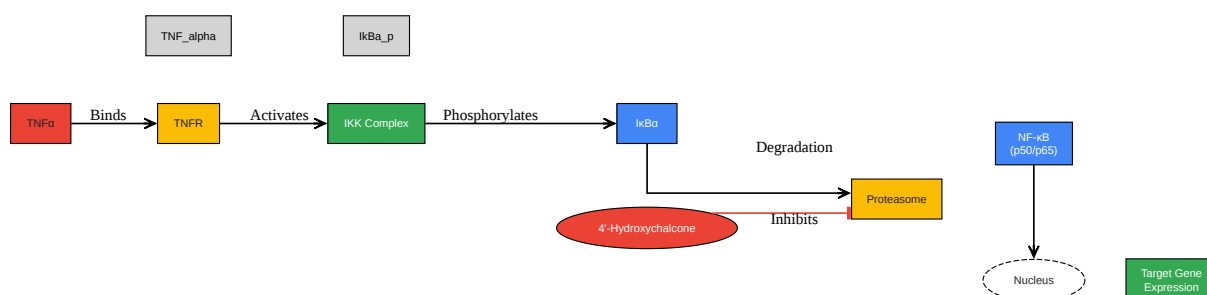 TNF_alpha
IkBa_p
TNFα
Binds
TNFR
Activates
IKK Complex
Phosphorylates
IκBα
Degradation
NF-κB
(p50/p65)
Proteasome
4'-Hydroxychalcone
Inhibits
Nucleus
Target Gene
Expression